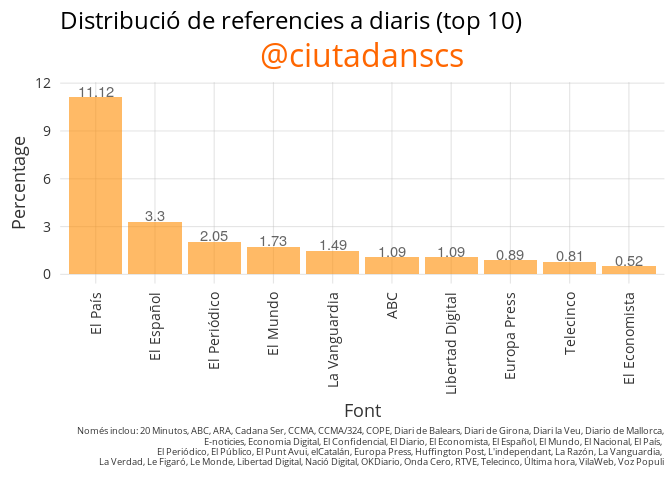 Distribució de referencies a diaris (top 10)
@ciutadanscs
Percentage
12
9
6
3
0
11.12
3.3
2.05
1.73
1.49
1.09
1.09
0.89
0.81
0.52
El País
El Español
El Periódico
El Mundo
La Vanguardia
ABC
Libertad Digital
Europa Press
Telecinco
El Economista
Font
Només inclou: 20 Minutos, ABC, ARA, Cadana Ser, CCMA, CCMA/324, COPE, Diari de Balears, Diari de Girona, Diari la Veu, Diario de Mallorca,
E-noticies, Economia Digital, El Confidencial, El Diario, El Economista, El Español, El Mundo, El Nacional, El País,
El Periódico, El Público, El Punt Avui, elCatalán, Europa Press, Huffington Post, L'independant, La Razón, La Vanguardia,
La Verdad, Le Figaró, Le Monde, Libertad Digital, Nació Digital, OKDiario, Onda Cero, RTVE, Telecinco, Última hora, VilaWeb, Voz Populi